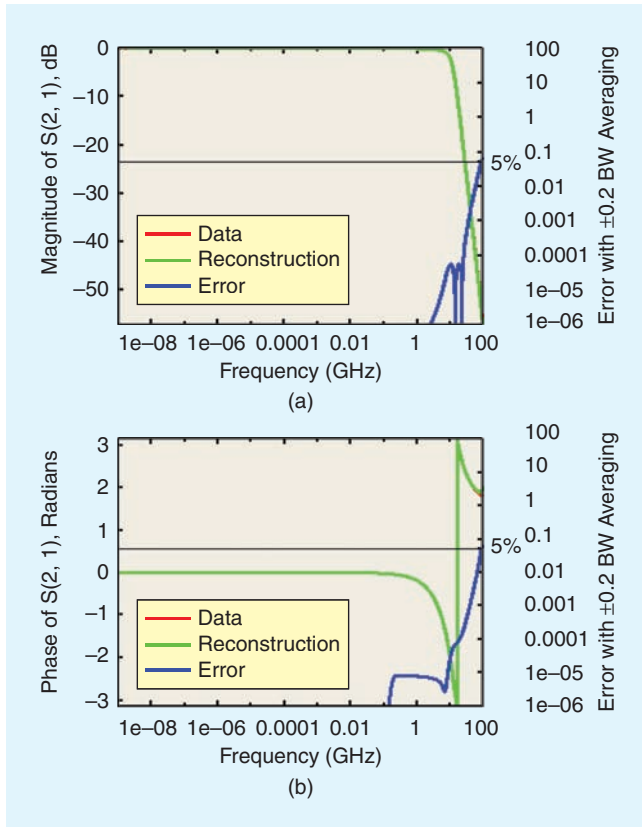 Magnitude of S(2, 1), dB
0
–10
–20
–30
–40
–50
Data
Reconstruction
Error
5%
100
10
1
0.1
0.01
0.001
0.0001
1e–05
1e–06
Error with ±0.2 BW Averaging
1e–08 1e–06 0.0001 0.01 1 100
Frequency (GHz)
(a)
Phase of S(2, 1), Radians
3
2
1
0
–1
–2
–3
Data
Reconstruction
Error
5%
100
10
1
0.1
0.01
0.001
0.0001
1e–05
1e–06
Error with ±0.2 BW Averaging
1e–08 1e–06 0.0001 0.01 1 100
Frequency (GHz)
(b)